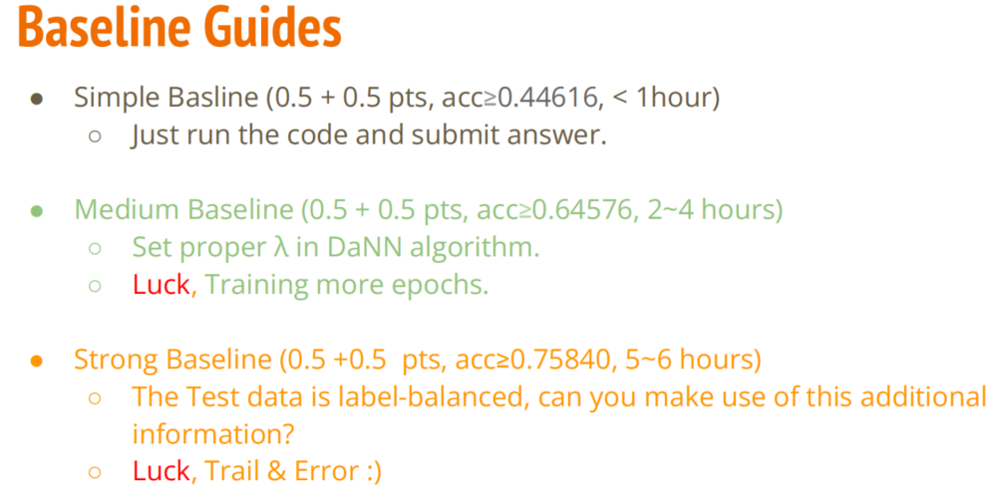 Baseline Guides
● Simple Basline (0.5 + 0.5 pts, acc≥0.44616, < 1hour)
○ Just run the code and submit answer.
● Medium Baseline (0.5 + 0.5 pts, acc≥0.64576, 2~4 hours)
○ Set proper λ in DaNN algorithm.
○ Luck, Training more epochs.
● Strong Baseline (0.5 +0.5 pts, acc≥0.75840, 5~6 hours)
○ The Test data is label-balanced, can you make use of this additional
information?
○ Luck, Trail & Error :)